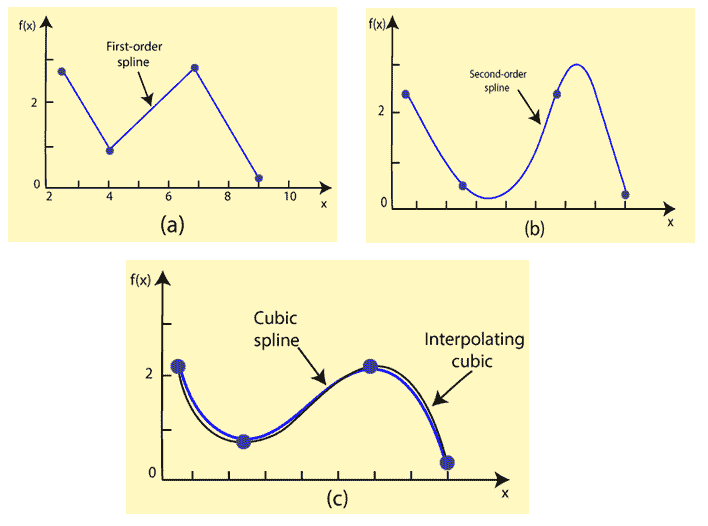 f(x)
First-order
spline
2
0
2 4 6 8 10
x
(a)
f(x)
Second-order
spline
2
0
x
(b)
f(x)
Cubic
spline
Interpolating
cubic
2
0
x
(c)